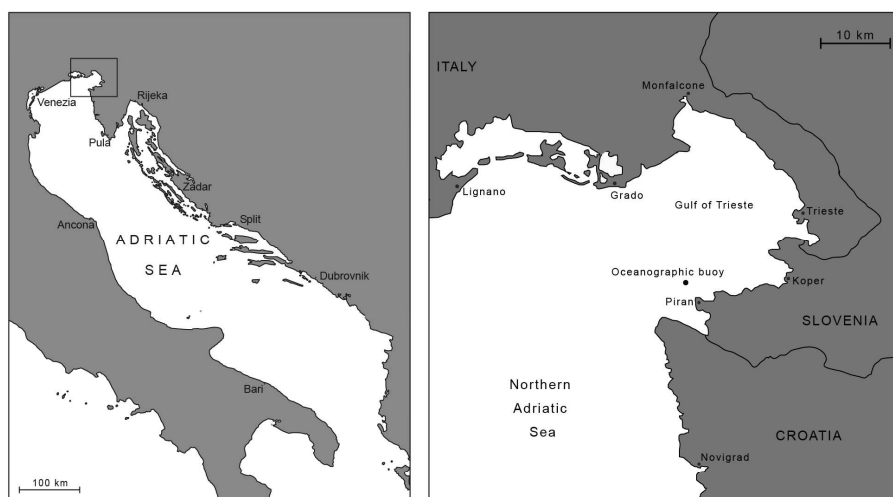 Venezia
Rijeka
Pula
Zadar
Ancona
Split
ADRIATIC
SEA
Dubrovnik
Bari
100 km
10 km
ITALY
Monfalcone
Lignano
Grado
Gulf of Trieste
Trieste
Oceanographic buoy
Koper
Piran
SLOVENIA
Northern
Adriatic
Sea
CROATIA
Novigrad